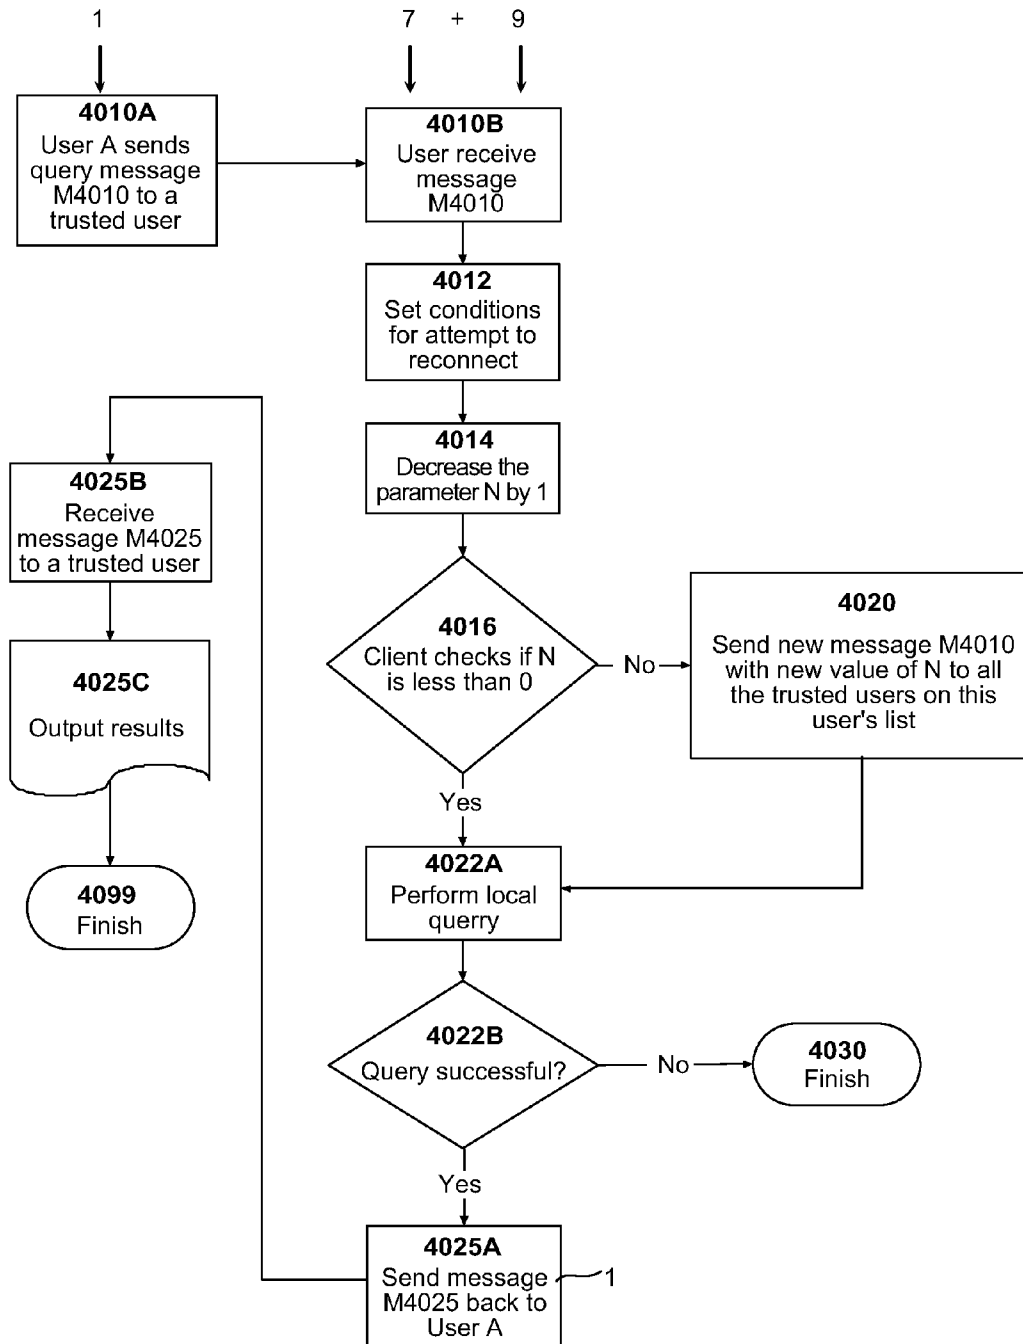 1
7 + 9
4010A
User A sends
query message
M4010 to a
trusted user
4010B
User receive
message
M4010
4012
Set conditions
for attempt to
reconnect
4014
Decrease the
parameter N by 1
4016
Client checks if N
is less than 0
No
4020
Send new message M4010
with new value of N to all
the trusted users on this
user's list
Yes
4022A
Perform local
querry
4022B
Query successful?
No
4030
Finish
Yes
4025A
Send message
M4025 back to
User A
1
4025B
Receive
message M4025
to a trusted user
4025C
Output results
4099
Finish